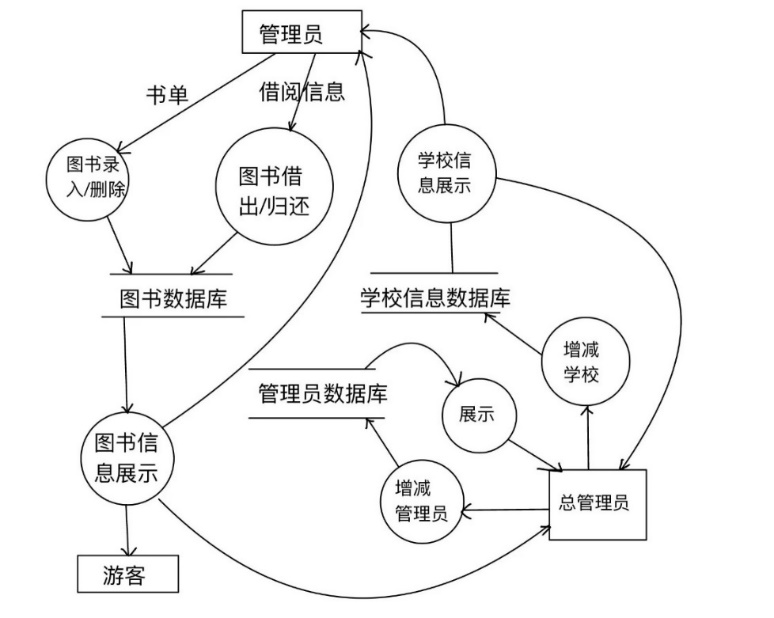 管理员
书单
借阅信息
图书录
入/删除
图书借
出/归还
学校信
息展示
图书数据库
学校信息数据库
增减
学校
管理员数据库
展示
图书信
息展示
增减
管理员
总管理员
游客